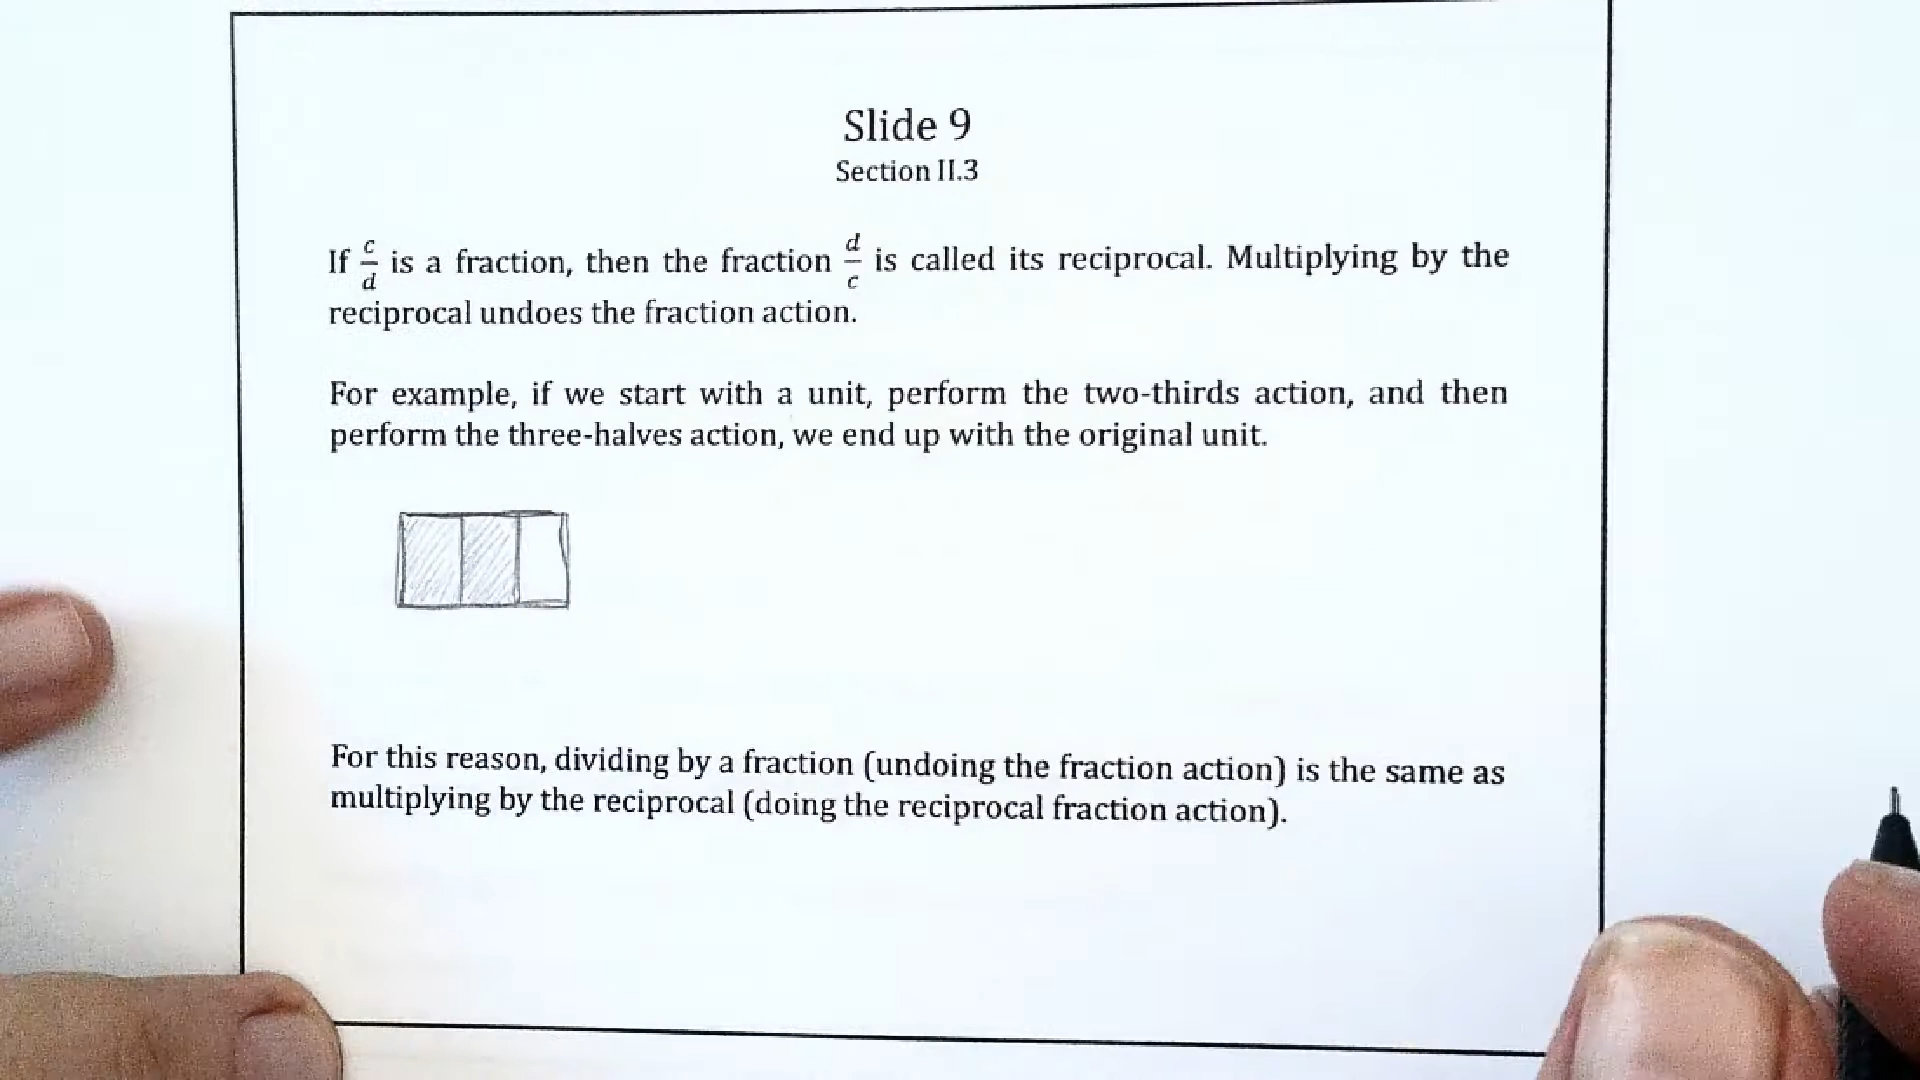 Slide 9
Section II.3
If c/d is a fraction, then the fraction d/c is called its reciprocal. Multiplying by the
reciprocal undoes the fraction action.
For example, if we start with a unit, perform the two-thirds action, and then
perform the three-halves action, we end up with the original unit.
For this reason, dividing by a fraction (undoing the fraction action) is the same as
multiplying by the reciprocal (doing the reciprocal fraction action).